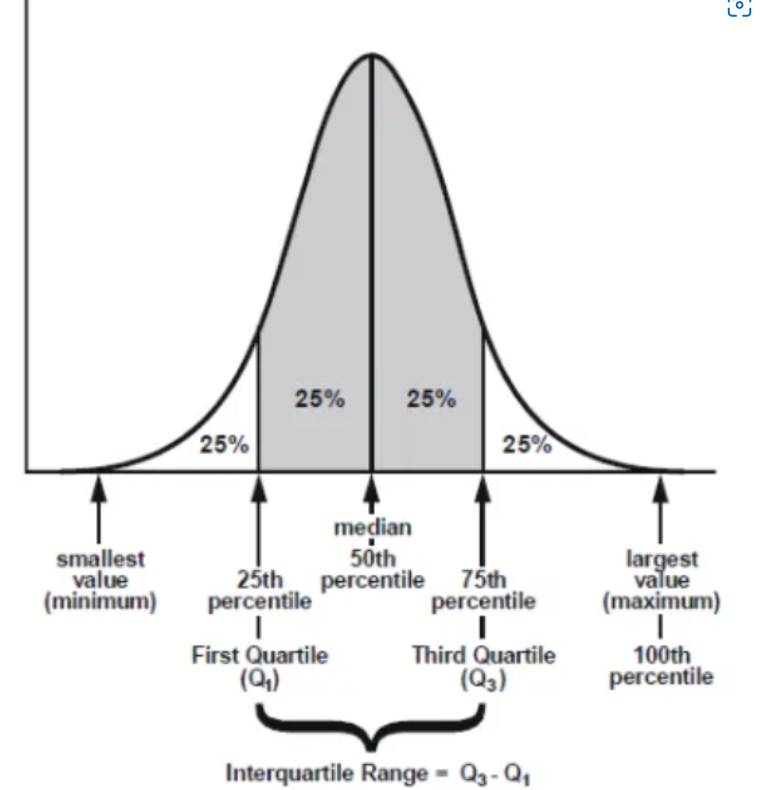 25%
25%
25%
25%
smallest
value
(minimum)
25th
percentile
First Quartile
(Q1)
median
50th
percentile
75th
percentile
Third Quartile
(Q3)
largest
value
(maximum)
100th
percentile
Interquartile Range = Q3 - Q1